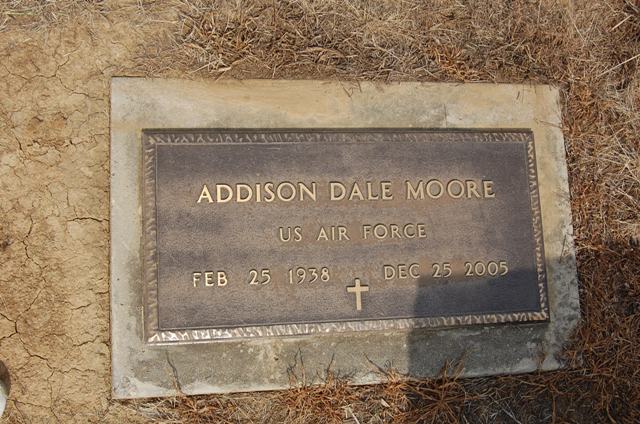 ADDISON DALE MOORE
US AIR FORCE
FEB 25 1938 DEC 25 2005